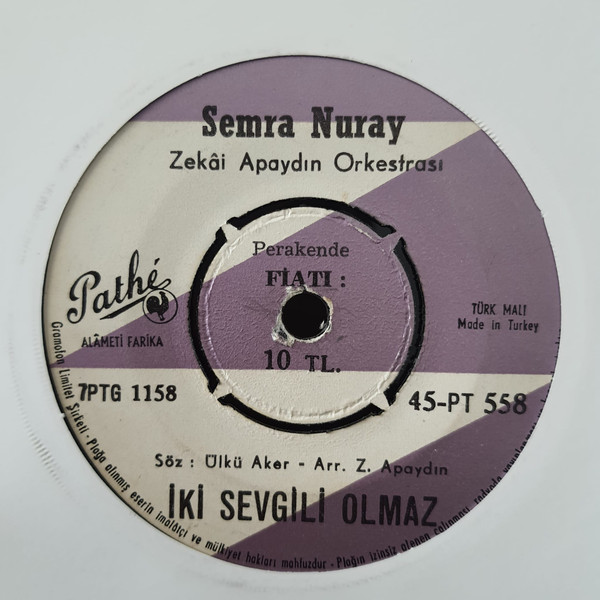 Semra Nuray
Zekâi Apaydın Orkestrası
Perakende
FİATI :
10 TL.
Pathé
ALÂMETİ FARİKA
TÜRK MALI
Made in Turkey
7PTG 1158
45-PT 558
Söz : Ülkü Aker - Arr. Z. Apaydın
İKİ SEVGİLİ OLMAZ
Gramofon Limitet Şirketi - Plağa alınmış eserin imalâtçı ve mülkiyet hakları mahfuzdur - Plağın izinsiz alenen çalınması